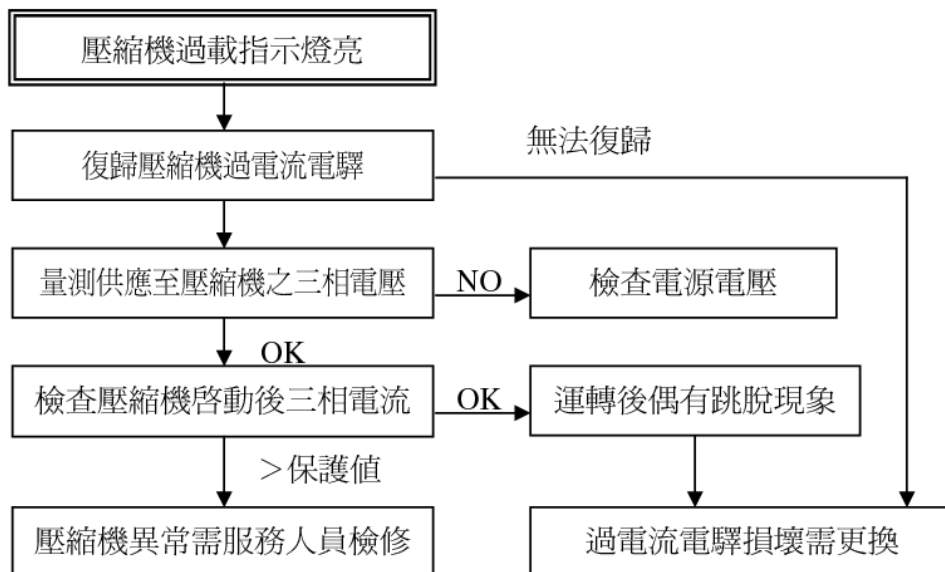 壓縮機過載指示燈亮
復歸壓縮機過電流電驛
無法復歸
量測供應至壓縮機之三相電壓
NO
檢查電源電壓
OK
檢查壓縮機啓動後三相電流
OK
運轉後偶有跳脫現象
＞保護値
壓縮機異常需服務人員檢修
過電流電驛損壞需更換